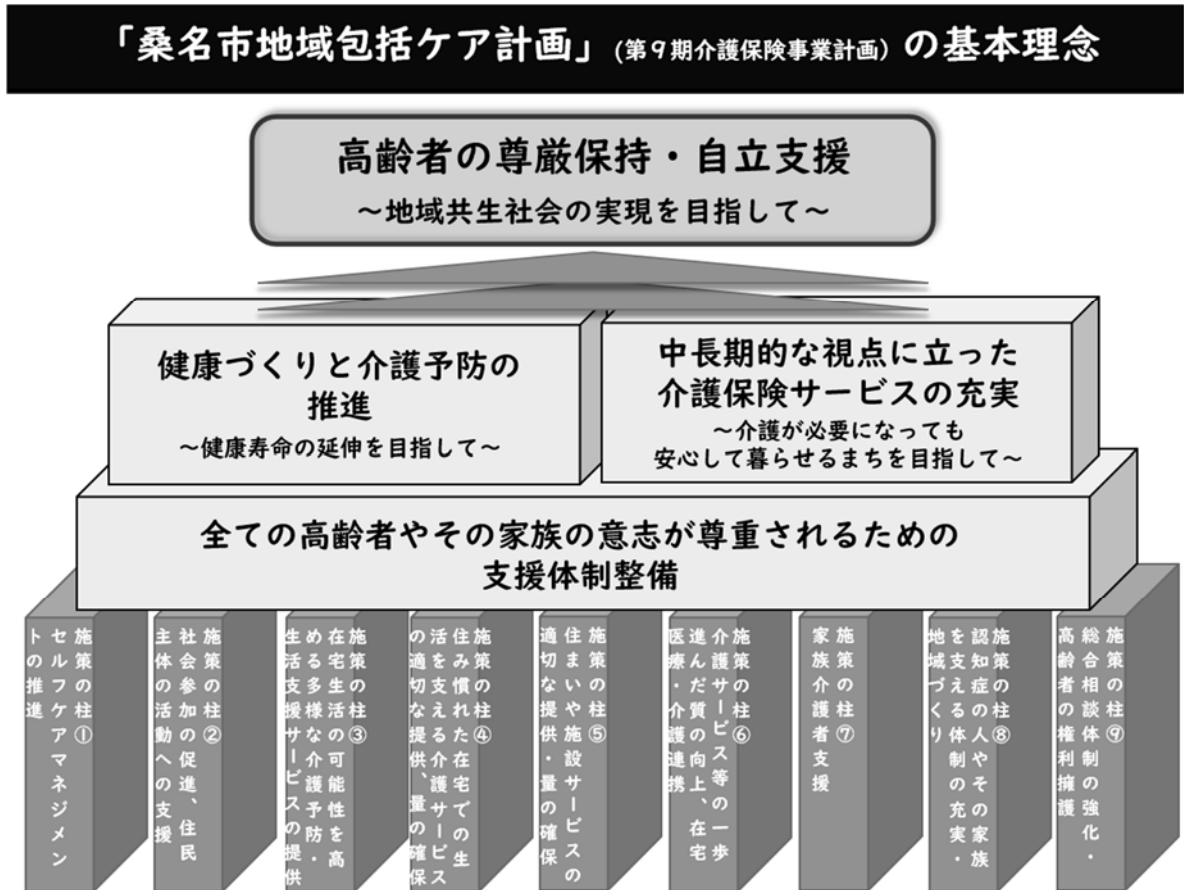 「桑名市地域包括ケア計画」(第9期介護保険事業計画)の基本理念
高齢者の尊厳保持・自立支援
～地域共生社会の実現を目指して～
健康づくりと介護予防の
推進
～健康寿命の延伸を目指して～
中長期的な視点に立った
介護保険サービスの充実
～介護が必要になっても
安心して暮らせるまちを目指して～
全ての高齢者やその家族の意志が尊重されるための
支援体制整備
施策の柱①
セルフケアマネジメン
トの推進
施策の柱②
社会参加の促進、住民
主体の活動への支援
施策の柱③
在宅生活の可能性を高
める多様な介護予防・
生活支援サービスの提供
施策の柱④
住み慣れた在宅での生
活を支える介護サービス
の適切な提供、量の確保
施策の柱⑤
住まいや施設サービスの
適切な提供・量の確保
施策の柱⑥
介護サービス等の一歩
進んだ質の向上、在宅
医療・介護連携
施策の柱⑦
家族介護者支援
施策の柱⑧
認知症の人やその家族
を支える体制の充実・
地域づくり
施策の柱⑨
総合相談体制の強化・
高齢者の権利擁護